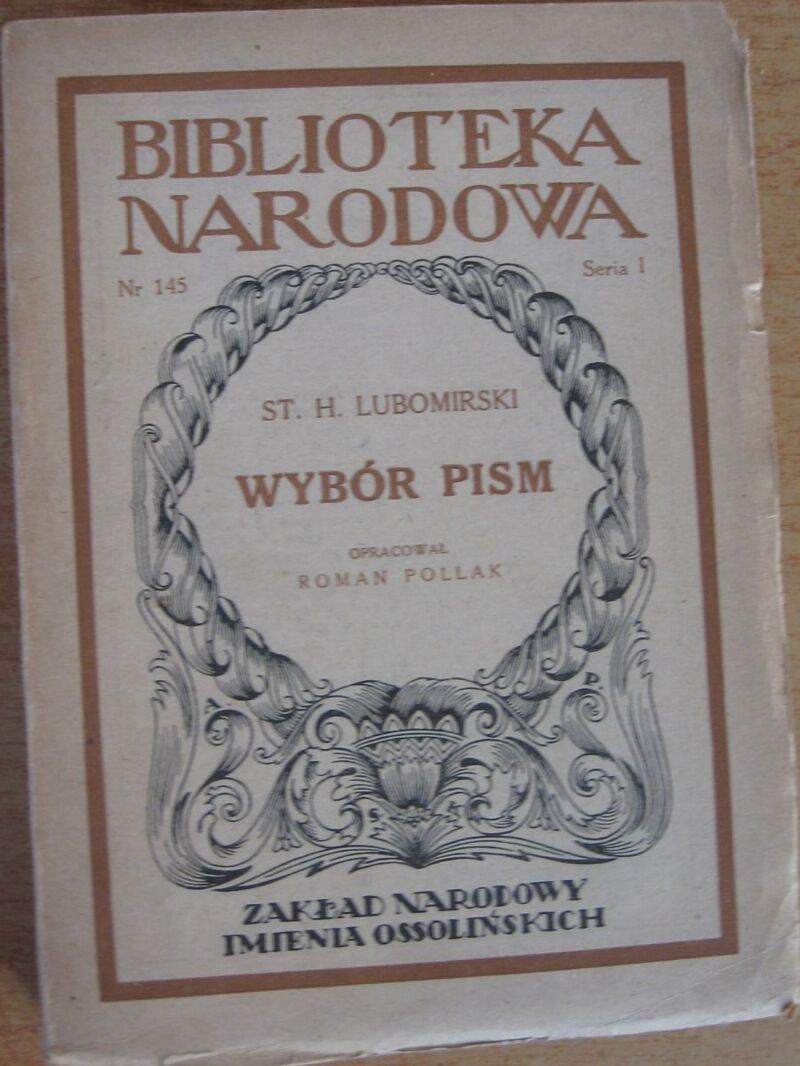 BIBLIOTEKA
NARODOWA
Nr 145
Seria I
ST. H. LUBOMIRSKI
WYBÓR PISM
OPRACOWAŁ
ROMAN POLLAK
A. P.
ZAKŁAD NARODOWY
IMIENIA OSSOLIŃSKICH